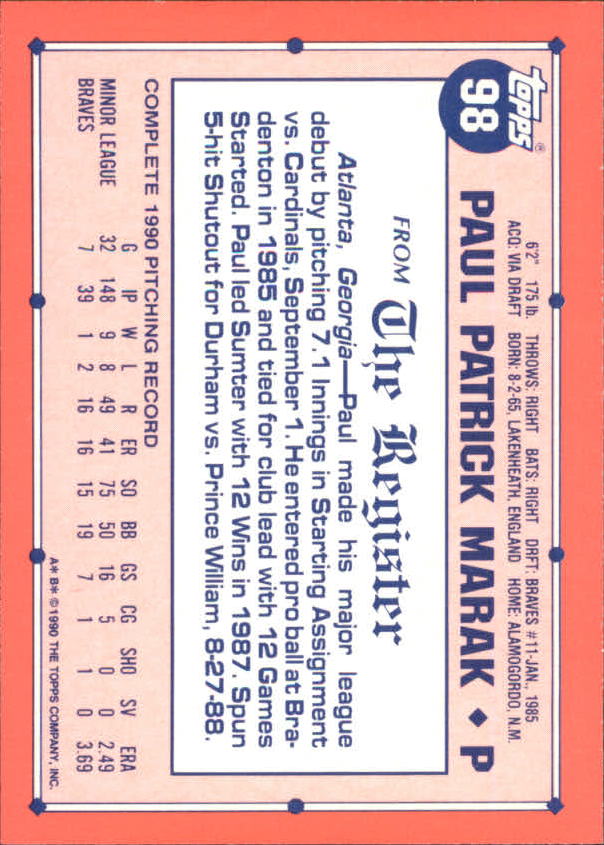 topps®
98
PAUL PATRICK MARAK ♦ P
6'2" 175 lb. THROWS: RIGHT BATS: RIGHT DRFT: BRAVES #11-JAN., 1985
ACQ: VIA DRAFT BORN: 8-2-65, LAKENHEATH, ENGLAND HOME: ALAMOGORDO, N.M.
FROM The Register
Atlanta, Georgia—Paul made his major league
debut by pitching 7.1 Innings in Starting Assignment
vs. Cardinals, September 1. He entered pro ball at Bra-
denton in 1985 and tied for club lead with 12 Games
Started. Paul led Sumter with 12 Wins in 1987. Spun
5-hit Shutout for Durham vs. Prince William, 8-27-88.
COMPLETE 1990 PITCHING RECORD
G IP W L R ER SO BB GS CG SHO SV ERA
MINOR LEAGUE 32 148 9 8 49 41 75 50 16 5 0 0 2.49
BRAVES 7 39 1 2 16 16 15 19 7 1 1 0 3.69
A* B* ©1990 THE TOPPS COMPANY, INC.